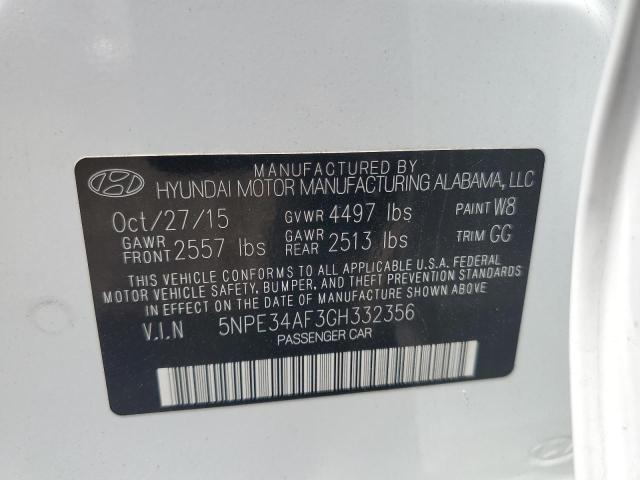 MANUFACTURED BY
HYUNDAI MOTOR MANUFACTURING ALABAMA, LLC
Oct/27/15 GVWR 4497 lbs PAINT W8
GAWR FRONT 2557 lbs GAWR REAR 2513 lbs TRIM GG
THIS VEHICLE CONFORMS TO ALL APPLICABLE U.S.A. FEDERAL
MOTOR VEHICLE SAFETY, BUMPER, AND THEFT PREVENTION STANDARDS
IN EFFECT ON THE DATE OF MANUFACTURE SHOWN ABOVE.
V.I.N 5NPE34AF3GH332356
PASSENGER CAR